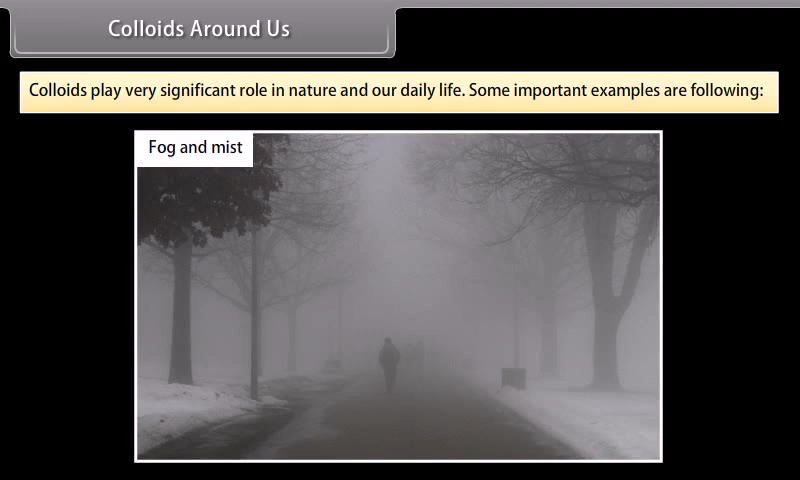 Colloids Around Us
Colloids play very significant role in nature and our daily life. Some important examples are following:
Fog and mist